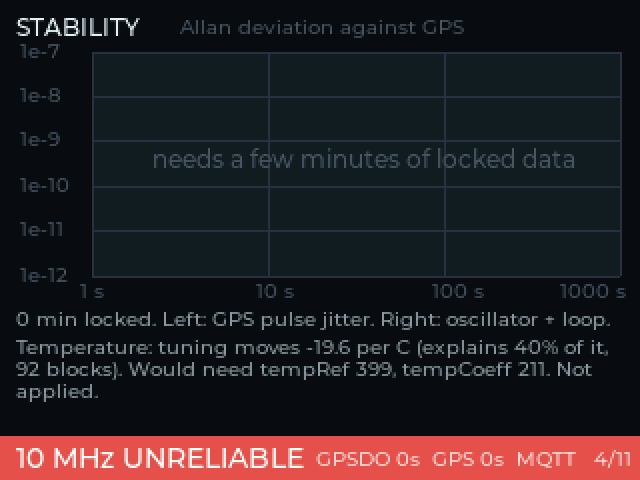 STABILITY Allan deviation against GPS
1e-7
1e-8
1e-9
needs a few minutes of locked data
1e-10
1e-11
1e-12
1 s 10 s 100 s 1000 s
0 min locked. Left: GPS pulse jitter. Right: oscillator + loop.
Temperature: tuning moves -19.6 per C (explains 40% of it,
92 blocks). Would need tempRef 399, tempCoeff 211. Not
applied.
10 MHz UNRELIABLE GPSDO 0s GPS 0s MQTT 4/11